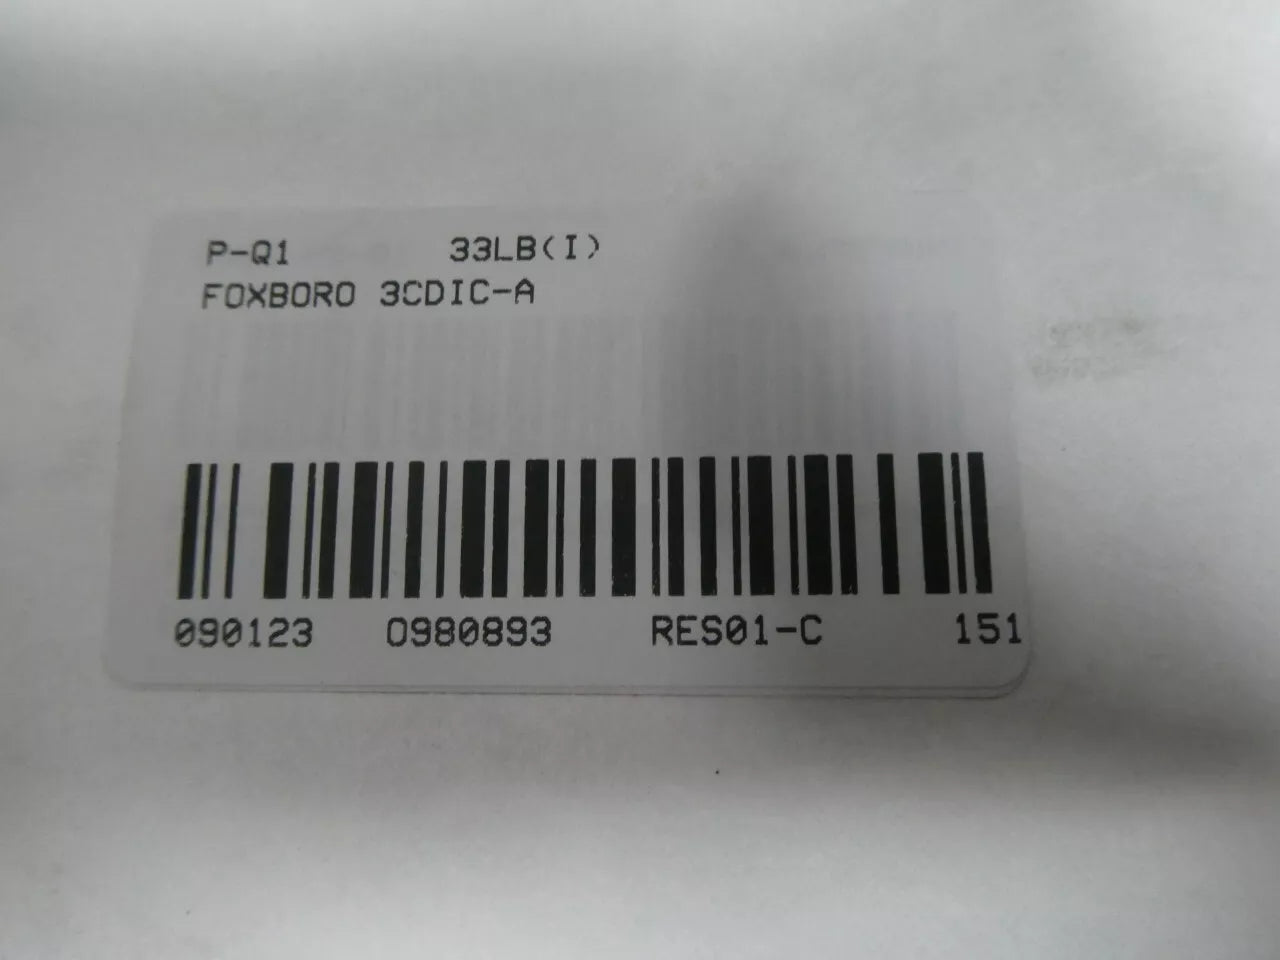 P-Q1 33LB(I)
FOXBORO 3CDIC-A
090123 0980893 RES01-C 151